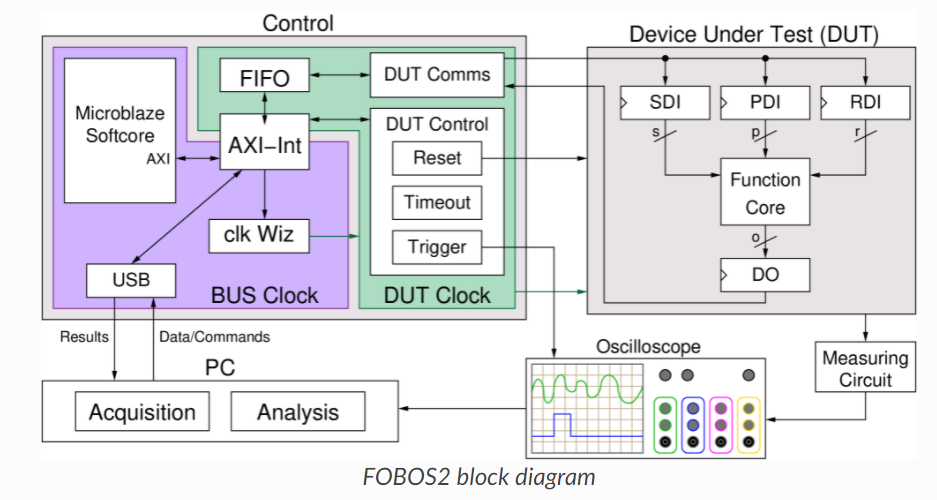 Control
Device Under Test (DUT)
FIFO
DUT Comms
Microblaze
Softcore
AXI
AXI–Int
DUT Control
Reset
Timeout
Trigger
clk Wiz
USB
BUS Clock
DUT Clock
SDI
PDI
RDI
s
p
r
Function
Core
o
DO
Results
Data/Commands
PC
Acquisition
Analysis
Oscilloscope
Measuring
Circuit
FOBOS2 block diagram